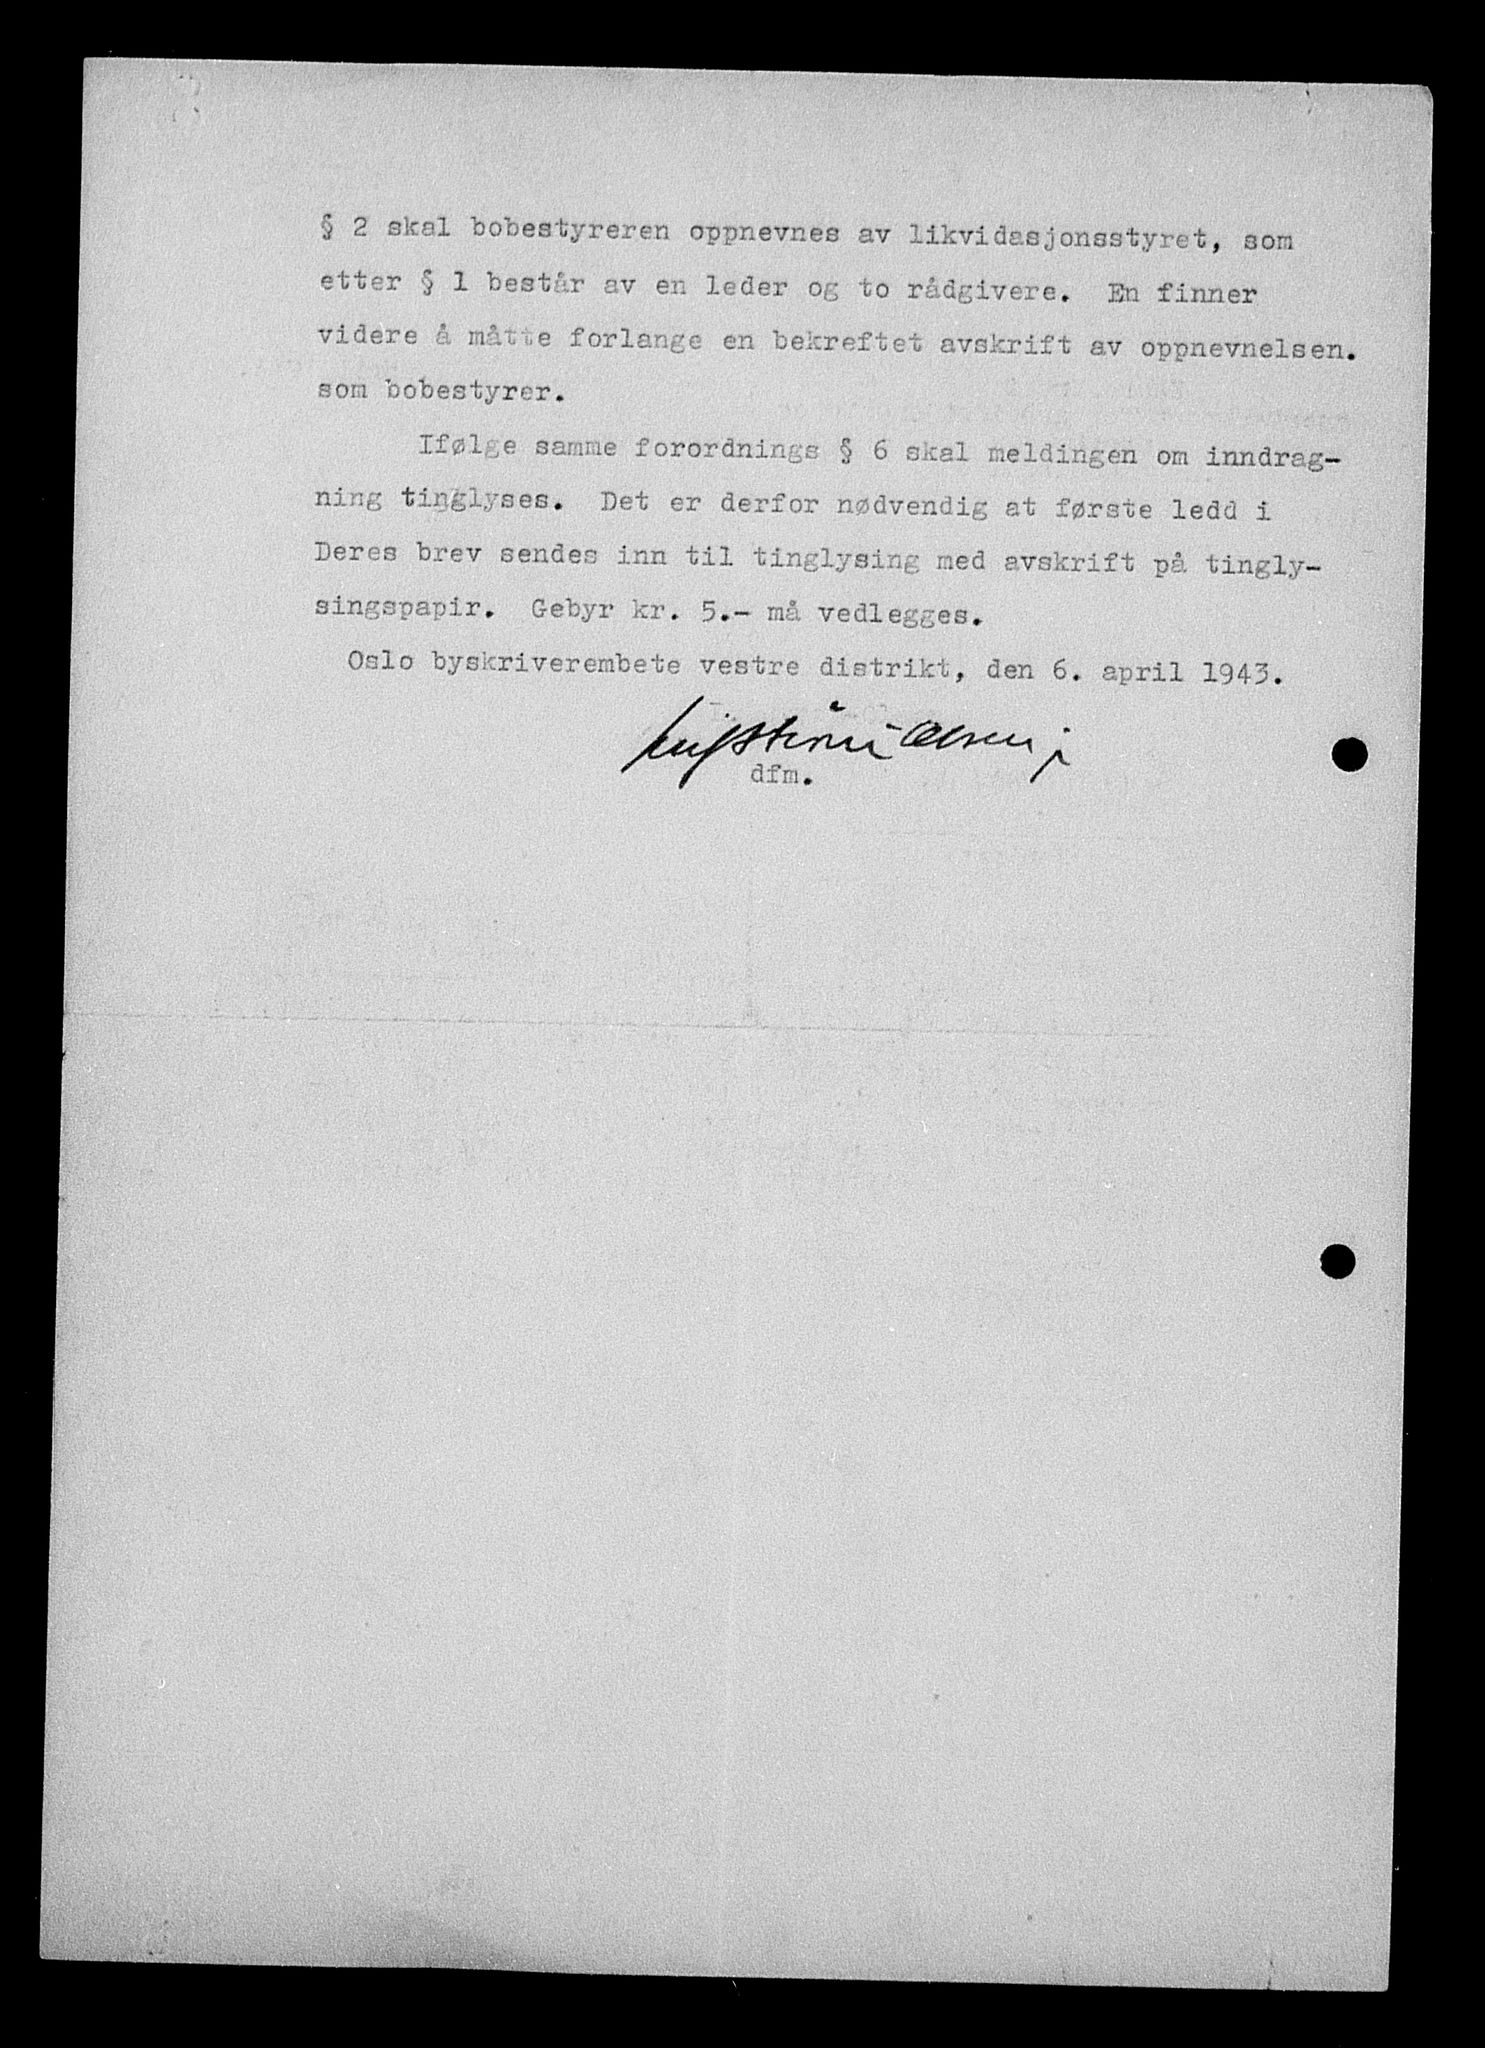 § 2 skal bobestyreren oppnevnes av likvidasjonsstyret, som
etter § 1 består av en leder og to rådgivere. En finner
videre å måtte forlange en bekreftet avskrift av oppnevnelsen.
som bobestyrer.
Ifølge samme forordnings § 6 skal meldingen om inndrag-
ning tinglyses. Det er derfor nødvendig at første ledd i
Deres brev sendes inn til tinglysing med avskrift på tingly-
singspapir. Gebyr kr. 5.- må vedlegges.
Oslo byskriverembete vestre distrikt, den 6. april 1943.
Olsen
dfm.